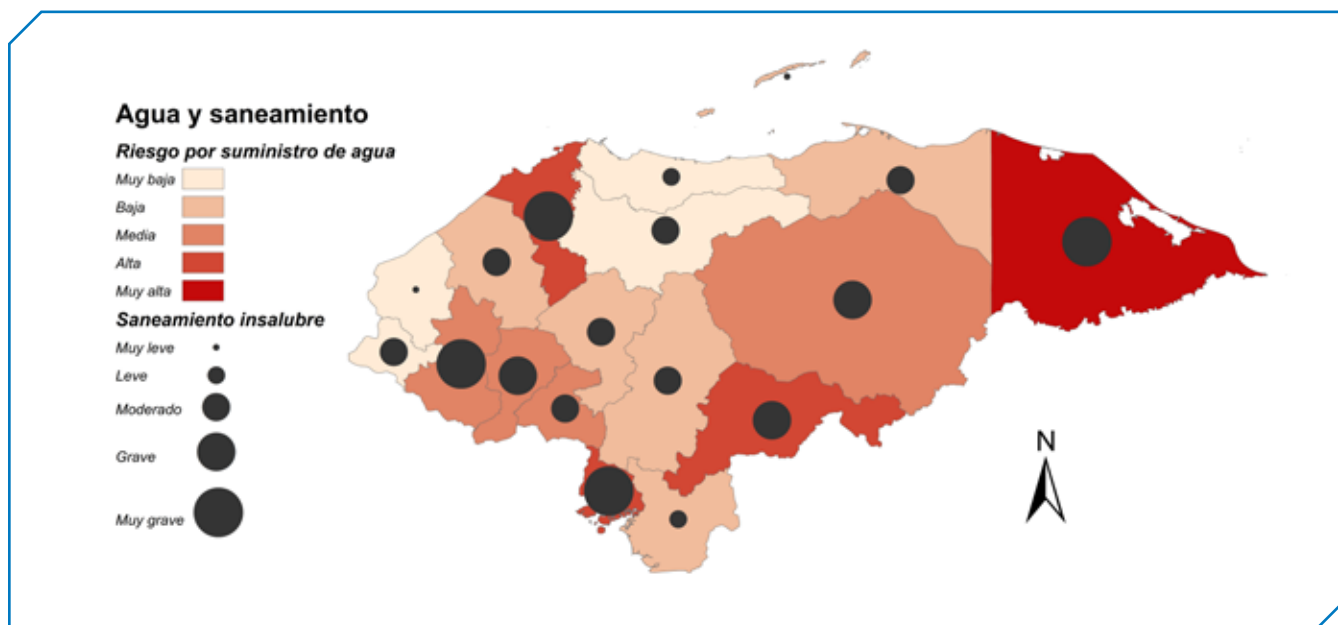 Agua y saneamiento
Riesgo por suministro de agua
Muy baja
Baja
Media
Alta
Muy alta
Saneamiento insalubre
Muy leve
Leve
Moderado
Grave
Muy grave
N